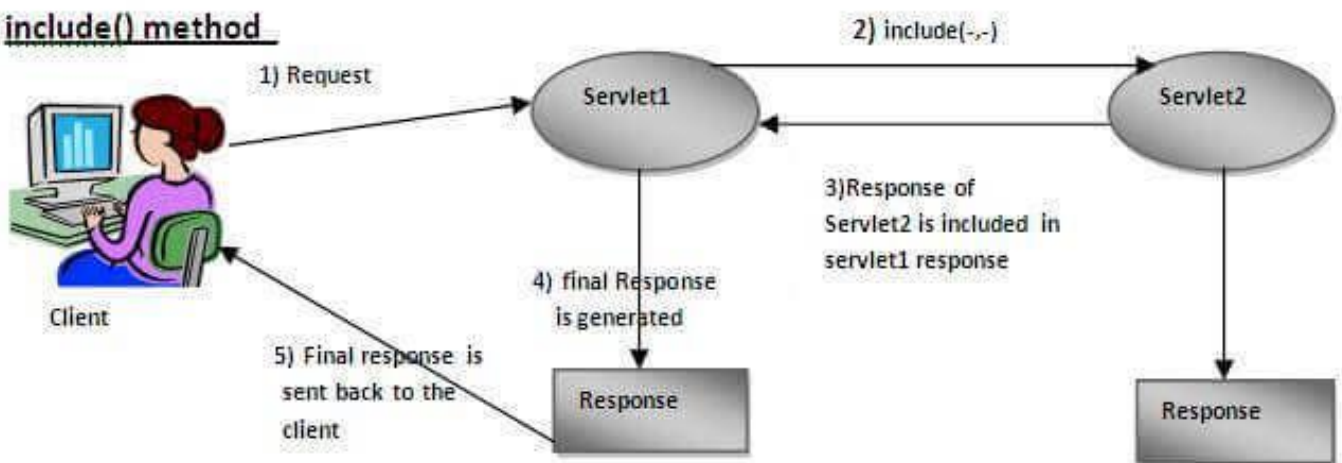 include() method
2) include(-,-)
1) Request
Servlet1
Servlet2
3)Response of
Servlet2 is included in
servlet1 response
4) final Response
is generated
Client
5) Final response is
sent back to the
client
Response
Response